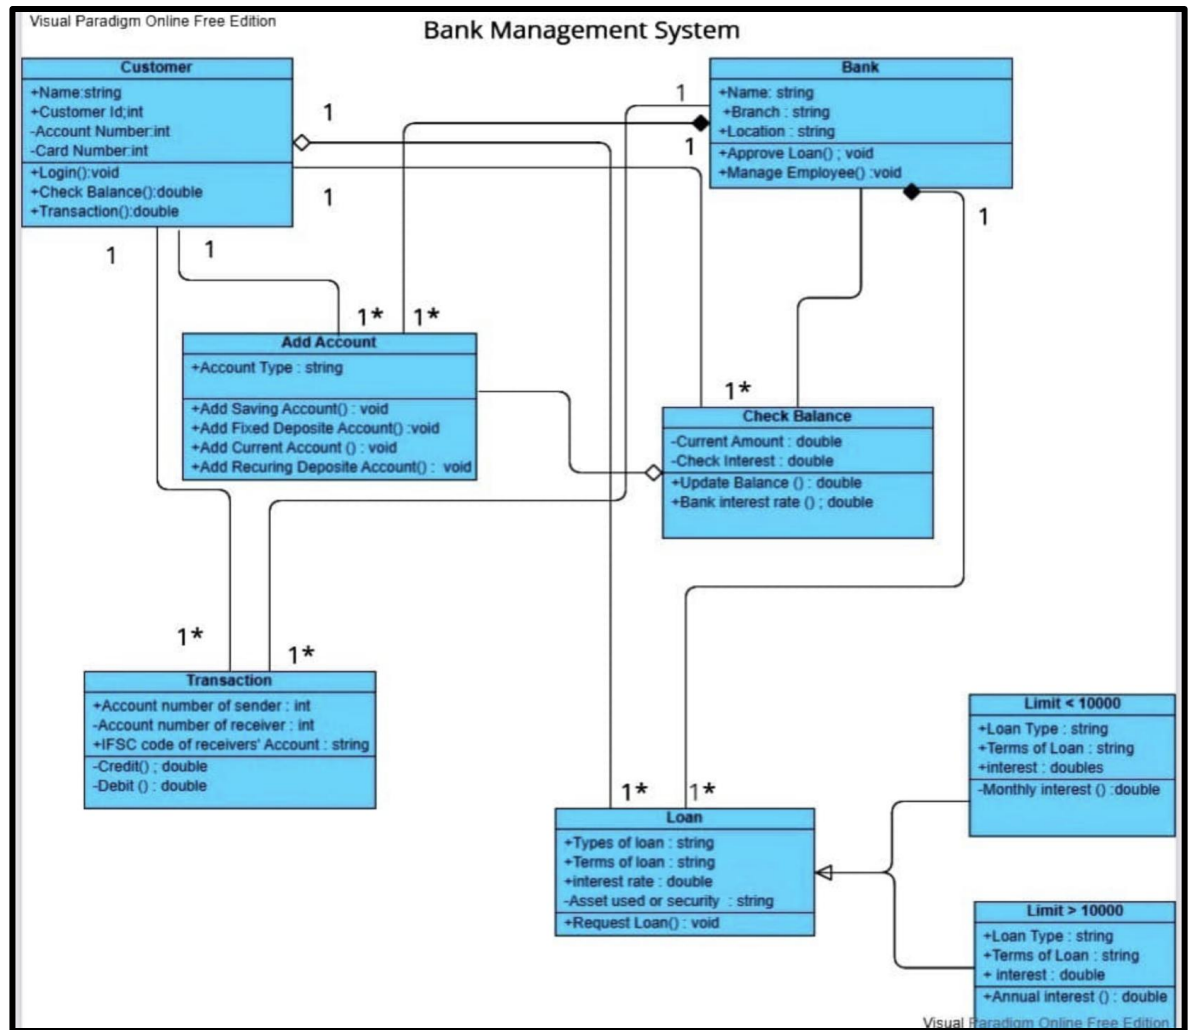 Visual Paradigm Online Free Edition
Bank Management System
Customer
+Name:string
+Customer Id;int
-Account Number:int
-Card Number:int
+Login():void
+Check Balance():double
+Transaction():double
Bank
+Name: string
+Branch : string
+Location : string
+Approve Loan() ; void
+Manage Employee() :void
1
1
1
1
1
1
1
1*
1*
Add Account
+Account Type : string
+Add Saving Account() : void
+Add Fixed Deposite Account() :void
+Add Current Account () : void
+Add Recuring Deposite Account() : void
1*
Check Balance
-Current Amount : double
-Check Interest : double
+Update Balance () : double
+Bank interest rate () ; double
1*
1*
Transaction
+Account number of sender : int
-Account number of receiver : int
+IFSC code of receivers' Account : string
-Credit() ; double
-Debit () : double
1*
1*
Loan
+Types of loan : string
+Terms of loan : string
+interest rate : double
-Asset used or security : string
+Request Loan() : void
Limit < 10000
+Loan Type : string
+Terms of Loan : string
+interest : doubles
-Monthly interest () :double
Limit > 10000
+Loan Type : string
+Terms of Loan : string
+ interest : double
+Annual interest () : double
Visual Paradigm Online Free Edition